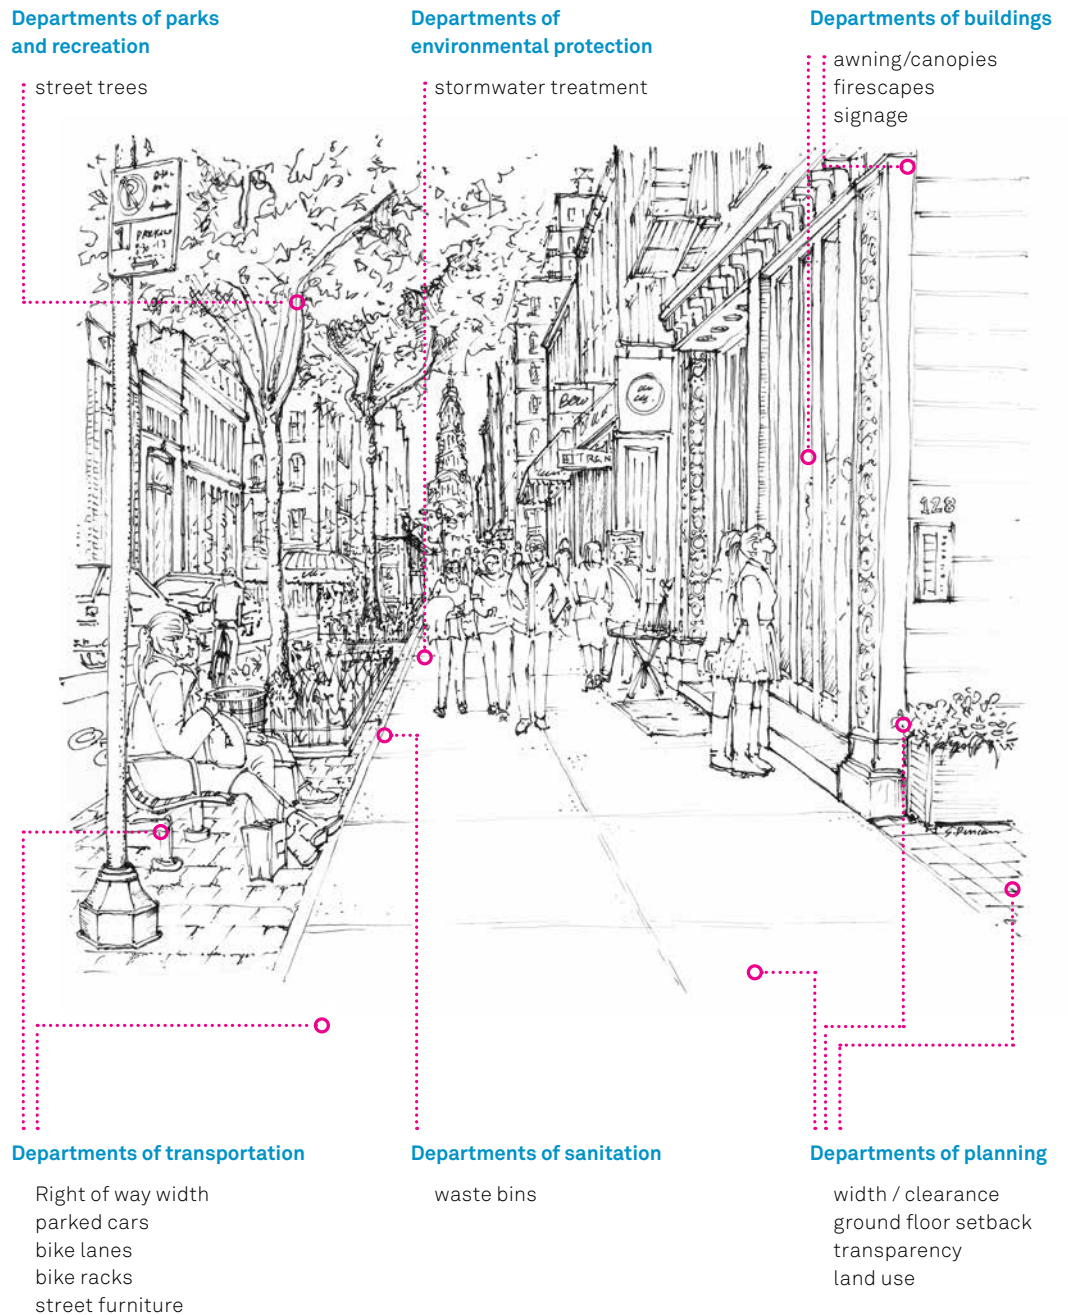 Departments of parks
and recreation
street trees
Departments of
environmental protection
stormwater treatment
Departments of buildings
awning/canopies
firescapes
signage
128
Departments of transportation
Right of way width
parked cars
bike lanes
bike racks
street furniture
Departments of sanitation
waste bins
Departments of planning
width / clearance
ground floor setback
transparency
land use